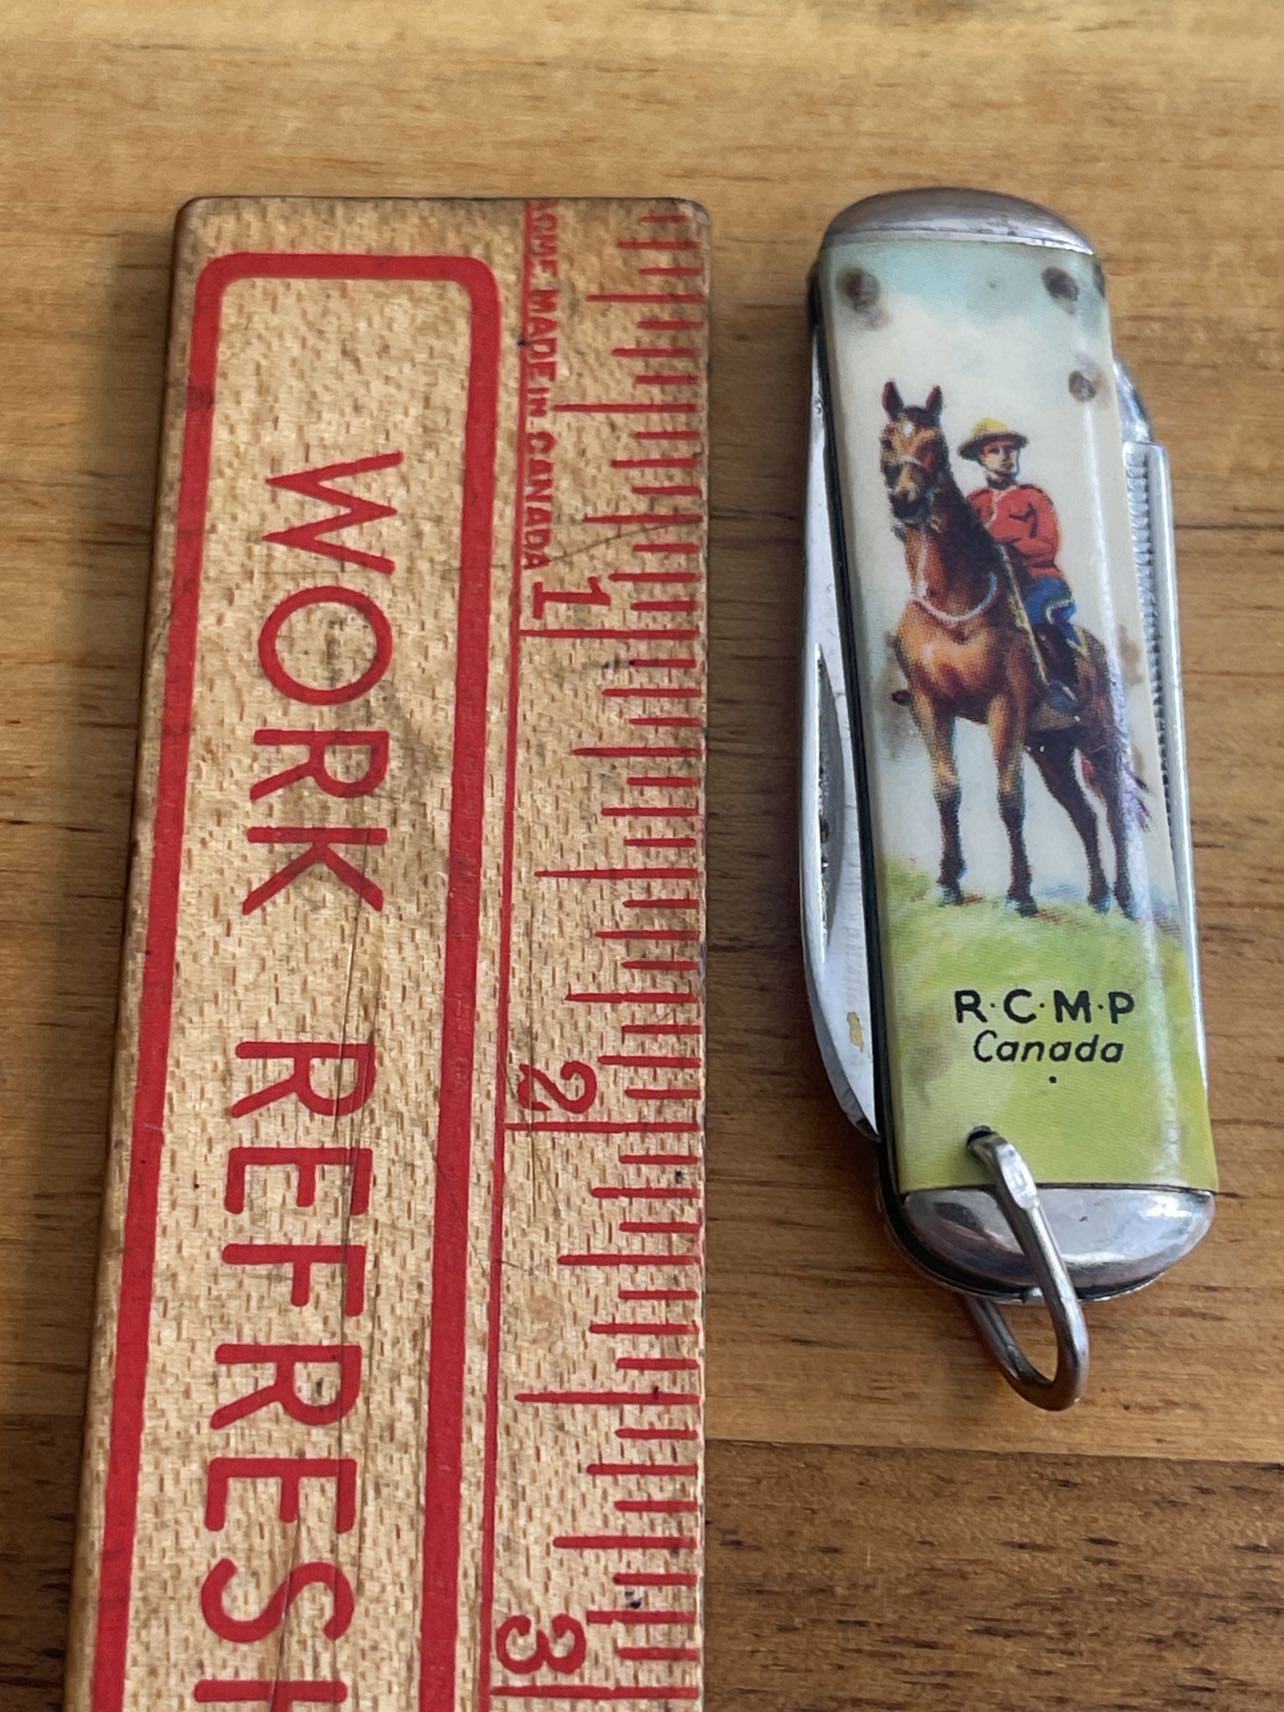 ACME MADE IN CANADA
WORK REFRES
1
2
3
R·C·M·P
Canada